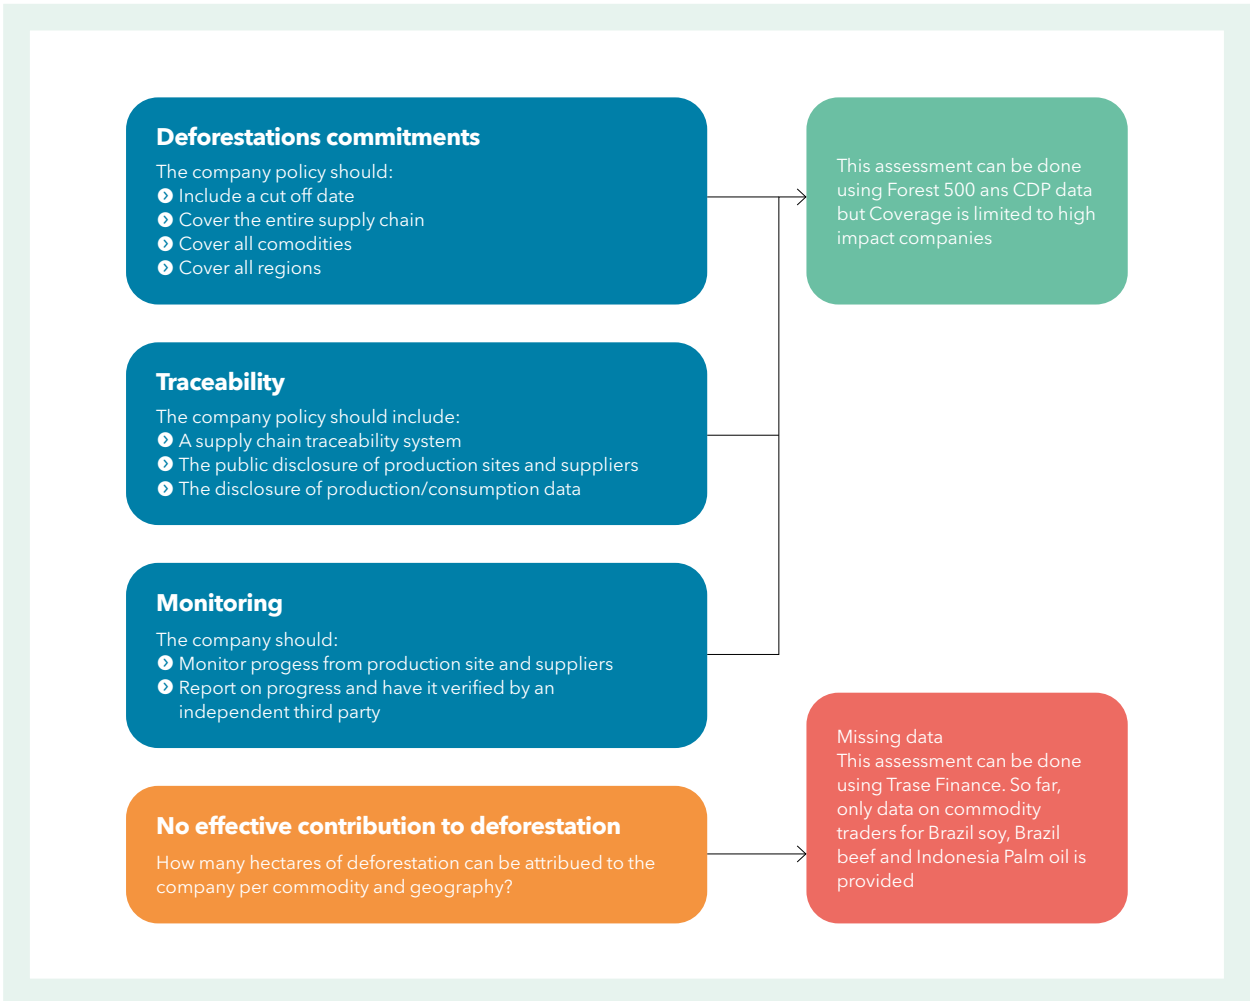 Deforestations commitments
The company policy should:
Include a cut off date
Cover the entire supply chain
Cover all comodities
Cover all regions
This assessment can be done
using Forest 500 ans CDP data
but Coverage is limited to high
impact companies
Traceability
The company policy should include:
A supply chain traceability system
The public disclosure of production sites and suppliers
The disclosure of production/consumption data
Monitoring
The company should:
Monitor progess from production site and suppliers
Report on progress and have it verified by an
independent third party
No effective contribution to deforestation
How many hectares of deforestation can be attribued to the
company per commodity and geography?
Missing data
This assessment can be done
using Trase Finance. So far,
only data on commodity
traders for Brazil soy, Brazil
beef and Indonesia Palm oil is
provided